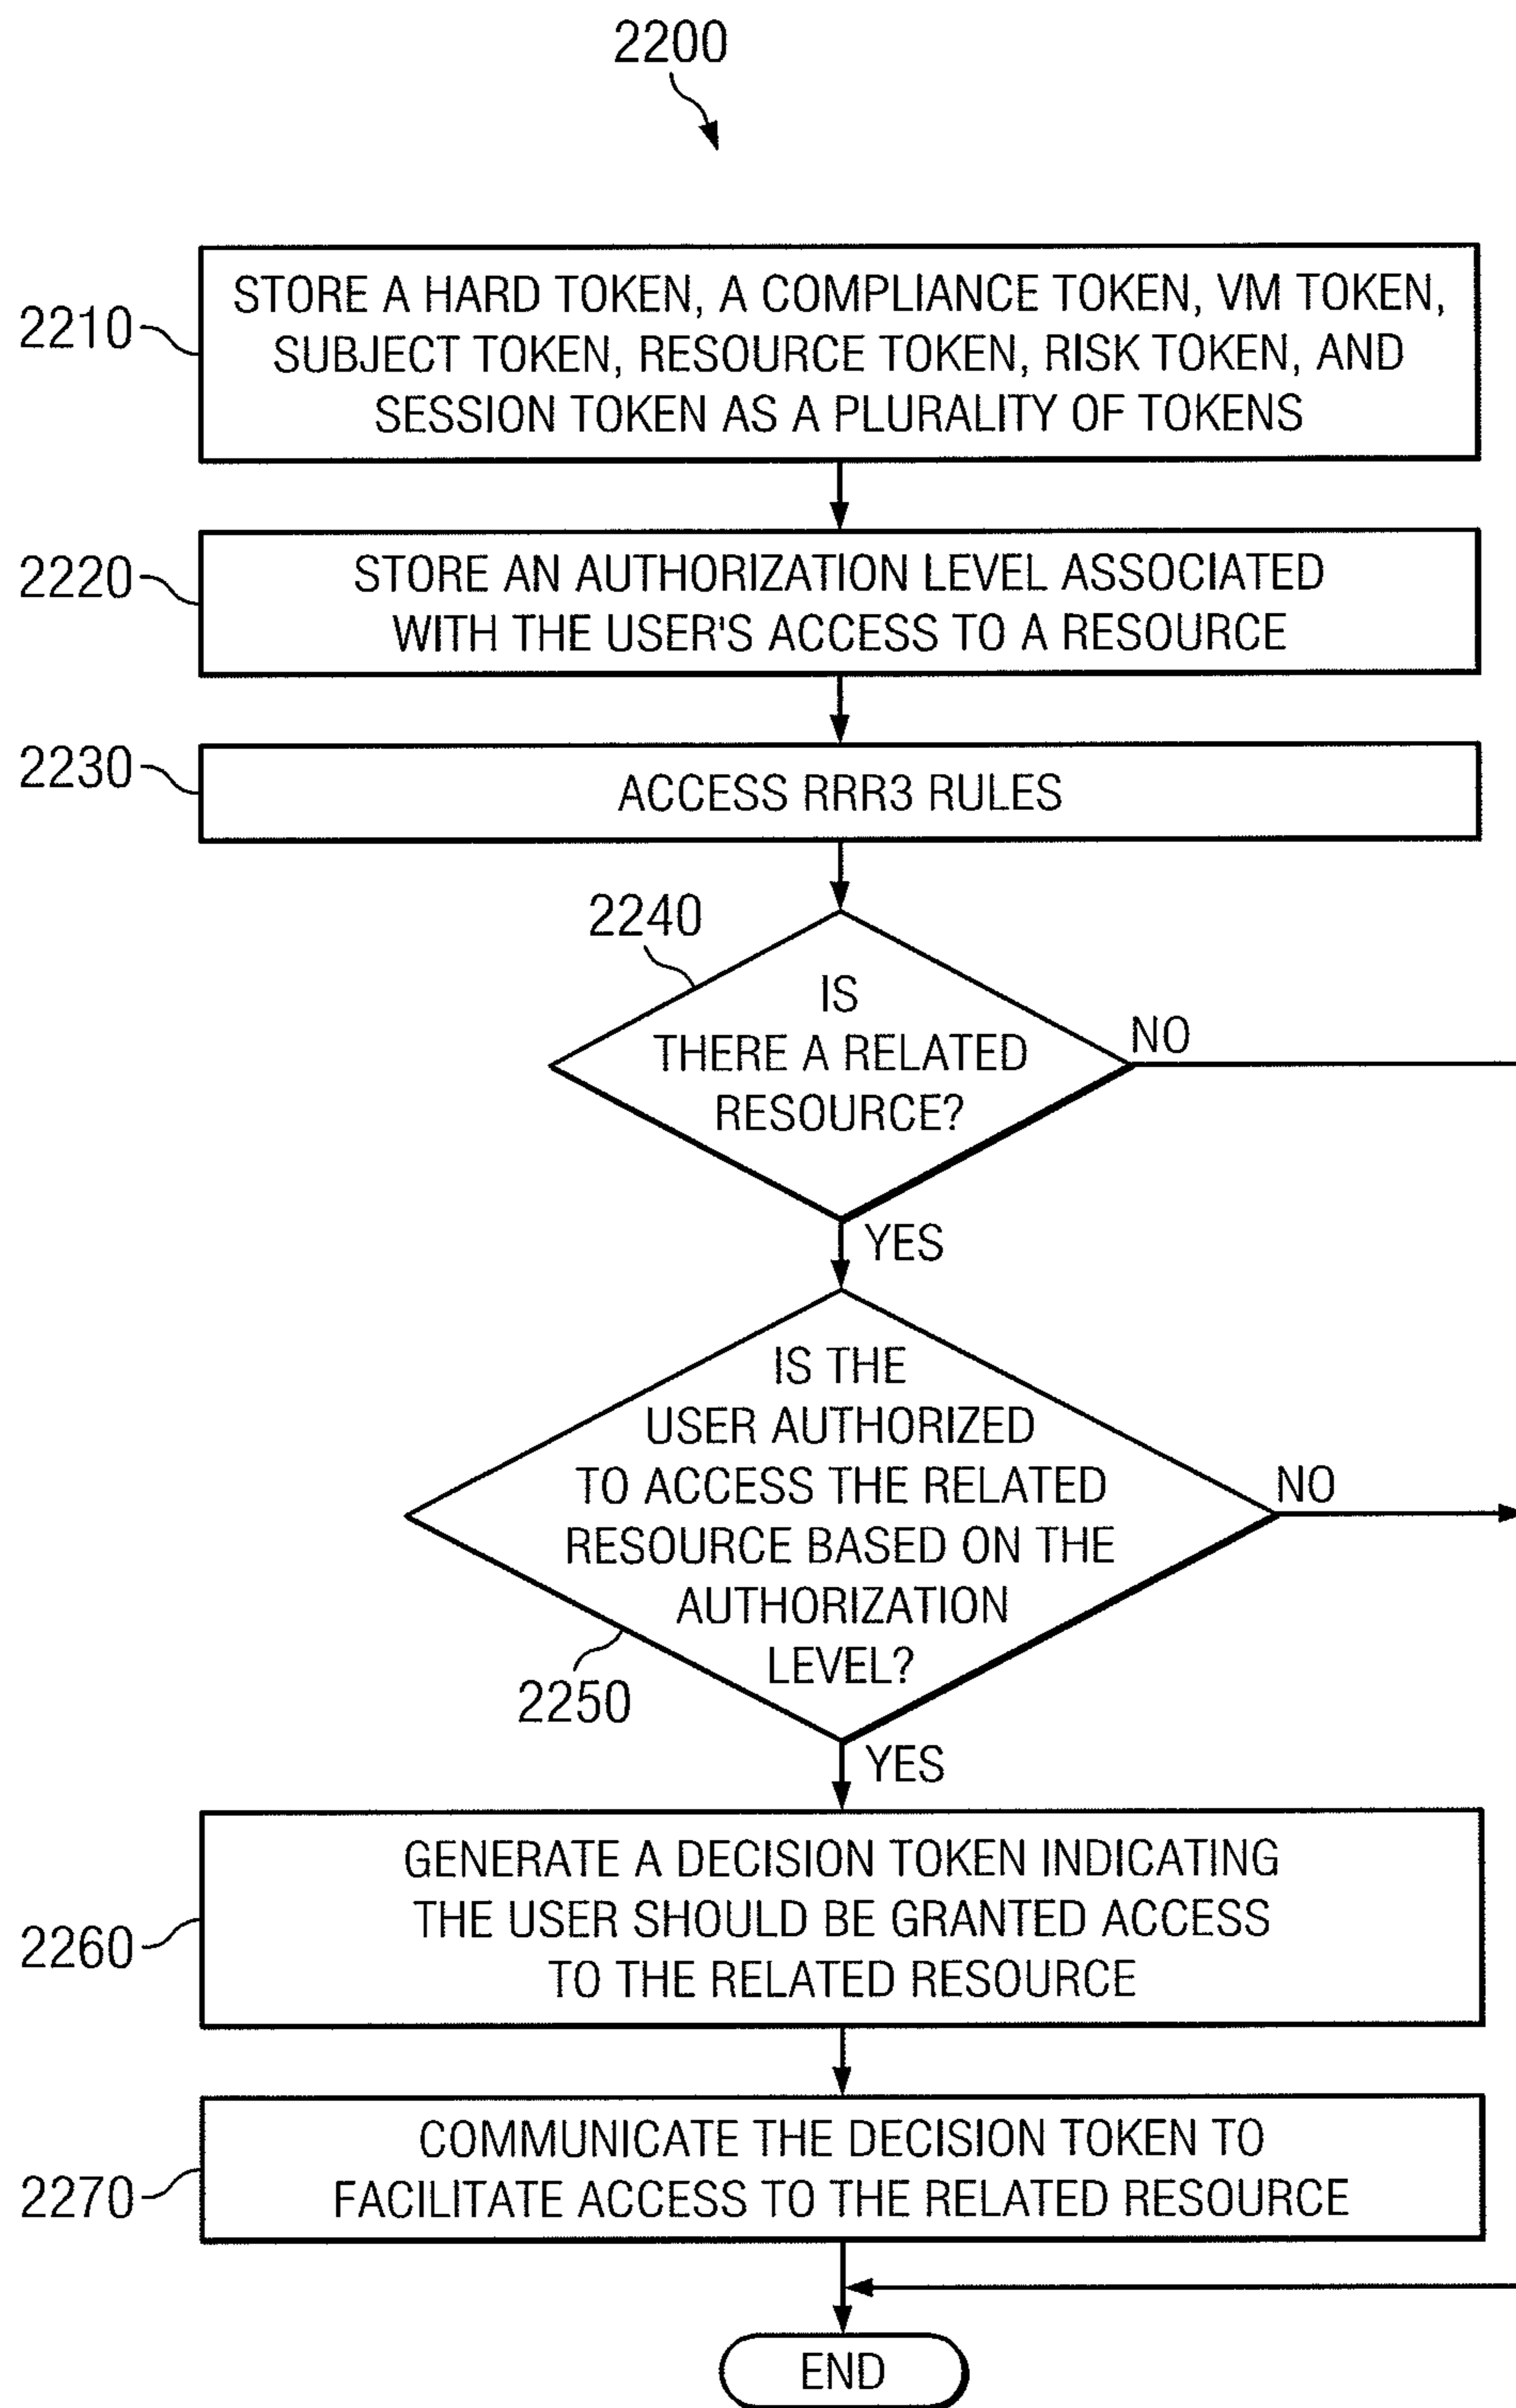 2200
2210
STORE A HARD TOKEN, A COMPLIANCE TOKEN, VM TOKEN,
SUBJECT TOKEN, RESOURCE TOKEN, RISK TOKEN, AND
SESSION TOKEN AS A PLURALITY OF TOKENS
2220
STORE AN AUTHORIZATION LEVEL ASSOCIATED
WITH THE USER'S ACCESS TO A RESOURCE
2230
ACCESS RRR3 RULES
2240
IS
THERE A RELATED
RESOURCE?
NO
YES
IS THE
USER AUTHORIZED
TO ACCESS THE RELATED
RESOURCE BASED ON THE
AUTHORIZATION
LEVEL?
NO
2250
YES
2260
GENERATE A DECISION TOKEN INDICATING
THE USER SHOULD BE GRANTED ACCESS
TO THE RELATED RESOURCE
2270
COMMUNICATE THE DECISION TOKEN TO
FACILITATE ACCESS TO THE RELATED RESOURCE
END